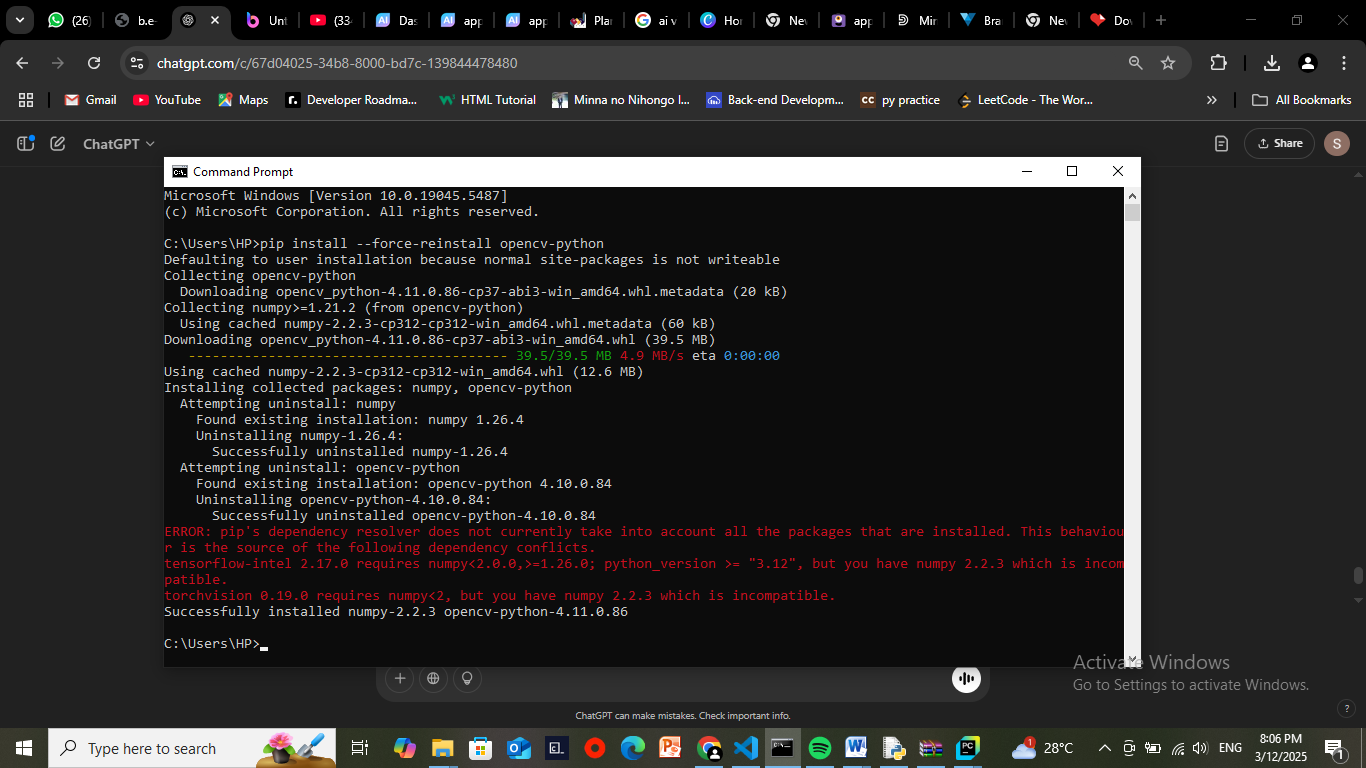 (26)
b.e-
Unt
(33
Das
app
app
Plan
ai v
Hor
Nev
app
Mir
Bra
Nev
Dov
chatgpt.com/c/67d04025-34b8-8000-bd7c-139844478480
Gmail
YouTube
Maps
Developer Roadma...
HTML Tutorial
Minna no Nihongo I...
Back-end Developm...
py practice
LeetCode - The Wor...
All Bookmarks
ChatGPT
Share
S
Command Prompt
Microsoft Windows [Version 10.0.19045.5487]
(c) Microsoft Corporation. All rights reserved.
C:\Users\HP>pip install --force-reinstall opencv-python
Defaulting to user installation because normal site-packages is not writeable
Collecting opencv-python
Downloading opencv_python-4.11.0.86-cp37-abi3-win_amd64.whl.metadata (20 kB)
Collecting numpy>=1.21.2 (from opencv-python)
Using cached numpy-2.2.3-cp312-cp312-win_amd64.whl.metadata (60 kB)
Downloading opencv_python-4.11.0.86-cp37-abi3-win_amd64.whl (39.5 MB)
---------------------------------------- 39.5/39.5 MB 4.9 MB/s eta 0:00:00
Using cached numpy-2.2.3-cp312-cp312-win_amd64.whl (12.6 MB)
Installing collected packages: numpy, opencv-python
Attempting uninstall: numpy
Found existing installation: numpy 1.26.4
Uninstalling numpy-1.26.4:
Successfully uninstalled numpy-1.26.4
Attempting uninstall: opencv-python
Found existing installation: opencv-python 4.10.0.84
Uninstalling opencv-python-4.10.0.84:
Successfully uninstalled opencv-python-4.10.0.84
ERROR: pip's dependency resolver does not currently take into account all the packages that are installed. This behaviou
r is the source of the following dependency conflicts.
tensorflow-intel 2.17.0 requires numpy<2.0.0,>=1.26.0; python_version >= "3.12", but you have numpy 2.2.3 which is incom
patible.
torchvision 0.19.0 requires numpy<2, but you have numpy 2.2.3 which is incompatible.
Successfully installed numpy-2.2.3 opencv-python-4.11.0.86
C:\Users\HP>
Activate Windows
Go to Settings to activate Windows.
ChatGPT can make mistakes. Check important info.
?
Type here to search
28°C
ENG
8:06 PM
3/12/2025